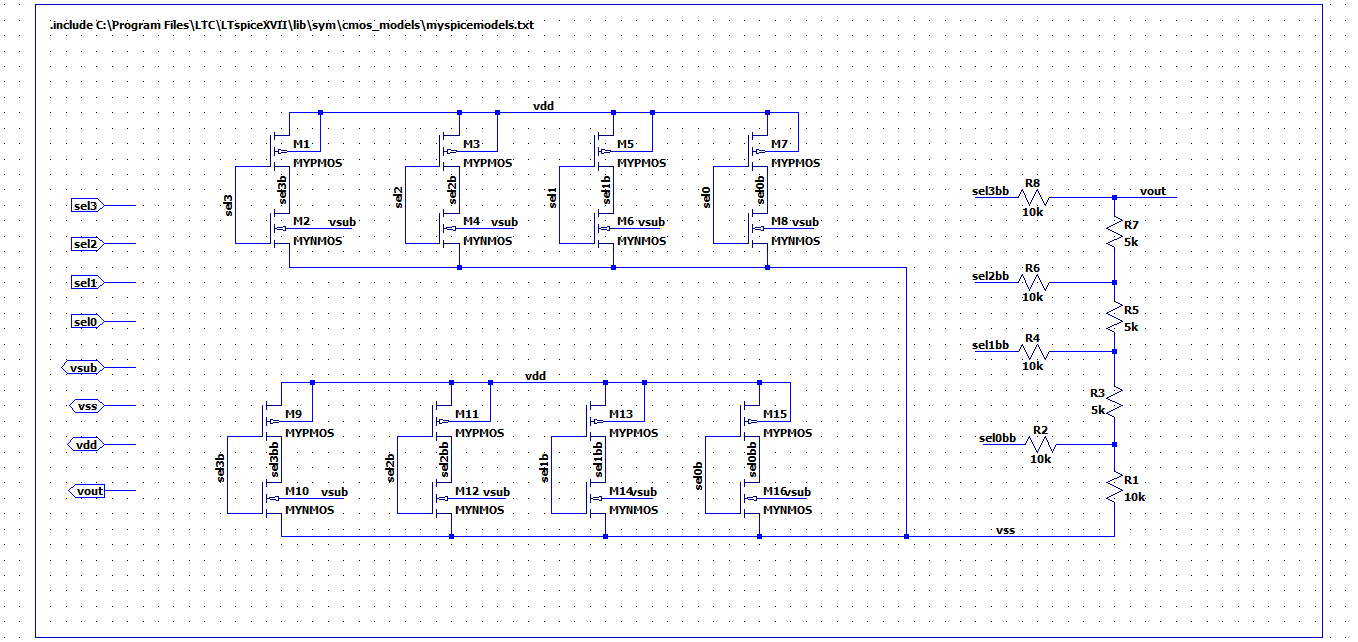 .include C:\Program Files\LTC\LTspiceXVII\lib\sym\cmos_models\myspicemodels.txt
vdd
M1
MYPMOS
M3
MYPMOS
M5
MYPMOS
M7
MYPMOS
sel3
sel3b
sel2
sel2b
sel1
sel1b
sel0
sel0b
M2
vsub
MYNMOS
M4
vsub
MYNMOS
M6
vsub
MYNMOS
M8
vsub
MYNMOS
sel3
sel2
sel1
sel0
vsub
vss
vdd
vout
vdd
M9
MYPMOS
M11
MYPMOS
M13
MYPMOS
M15
MYPMOS
sel3b
sel3bb
sel2b
sel2bb
sel1b
sel1bb
sel0b
sel0bb
M10
vsub
MYNMOS
M12
vsub
MYNMOS
M14
vsub
MYNMOS
M16
vsub
MYNMOS
vss
sel3bb
R8
10k
vout
R7
5k
sel2bb
R6
10k
R5
5k
sel1bb
R4
10k
R3
5k
sel0bb
R2
10k
R1
10k